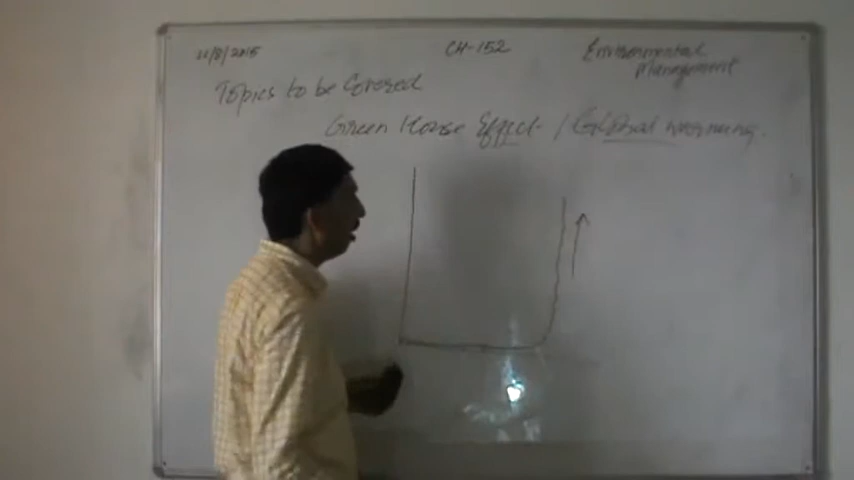 11/8/2015
CH-152
Environmental
Management
Topics to be Covered
Green House Effect / Global warming.